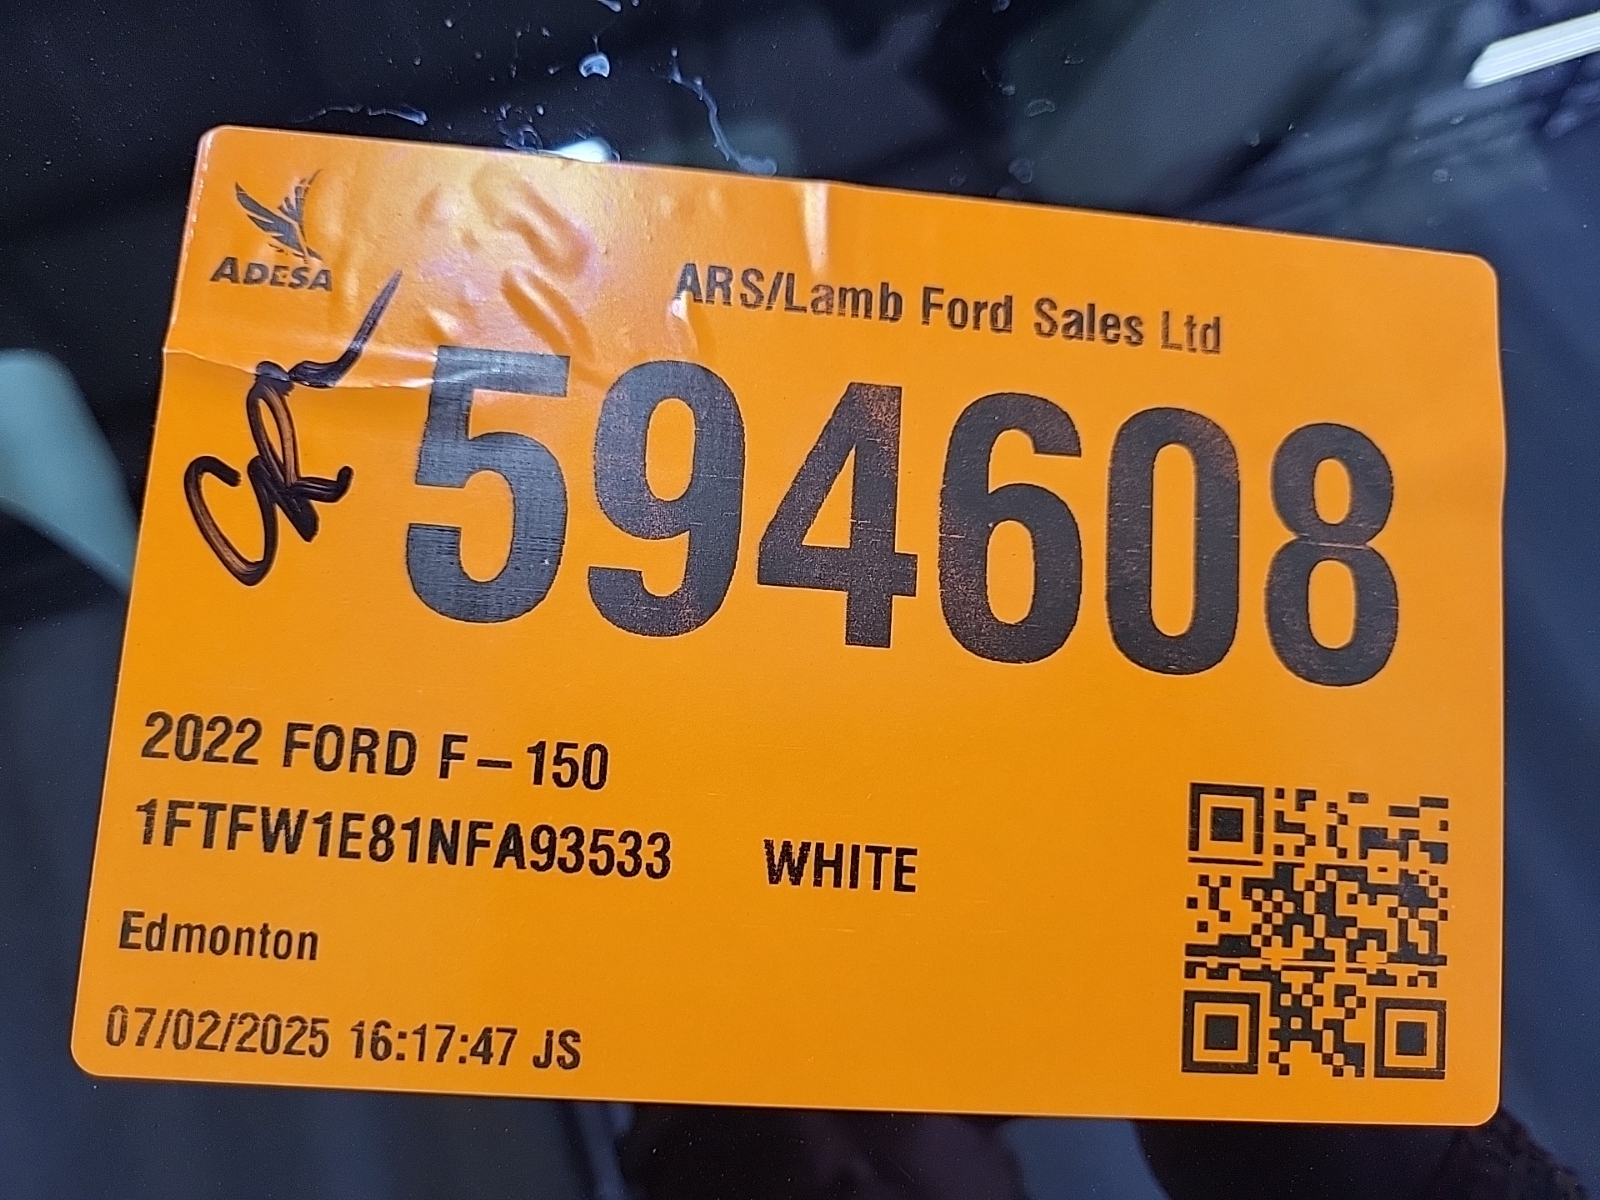 ADESA
ARS/Lamb Ford Sales Ltd
CR
594608
2022 FORD F-150
1FTFW1E81NFA93533 WHITE
Edmonton
07/02/2025 16:17:47 JS